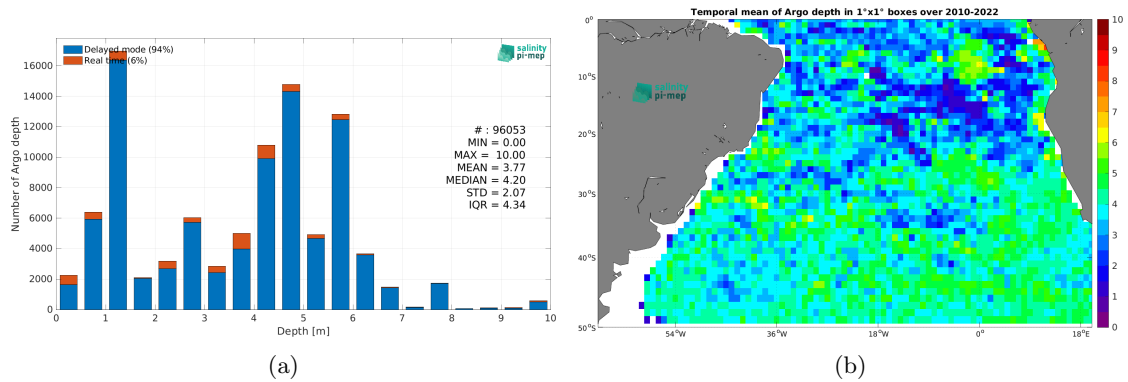 Delayed mode (94%)
Real time (6%)
salinity
pi-mep
16000
14000
12000
10000
8000
6000
4000
2000
0
Number of Argo depth
# : 96053
MIN = 0.00
MAX = 10.00
MEAN = 3.77
MEDIAN = 4.20
STD = 2.07
IQR = 4.34
0 1 2 3 4 5 6 7 8 9 10
Depth [m]
(a)
Temporal mean of Argo depth in 1°x1° boxes over 2010-2022
salinity
pi-mep
0°
10°S
20°S
30°S
40°S
50°S
54°W 36°W 18°W 0° 18°E
10
9
8
7
6
5
4
3
2
1
0
(b)